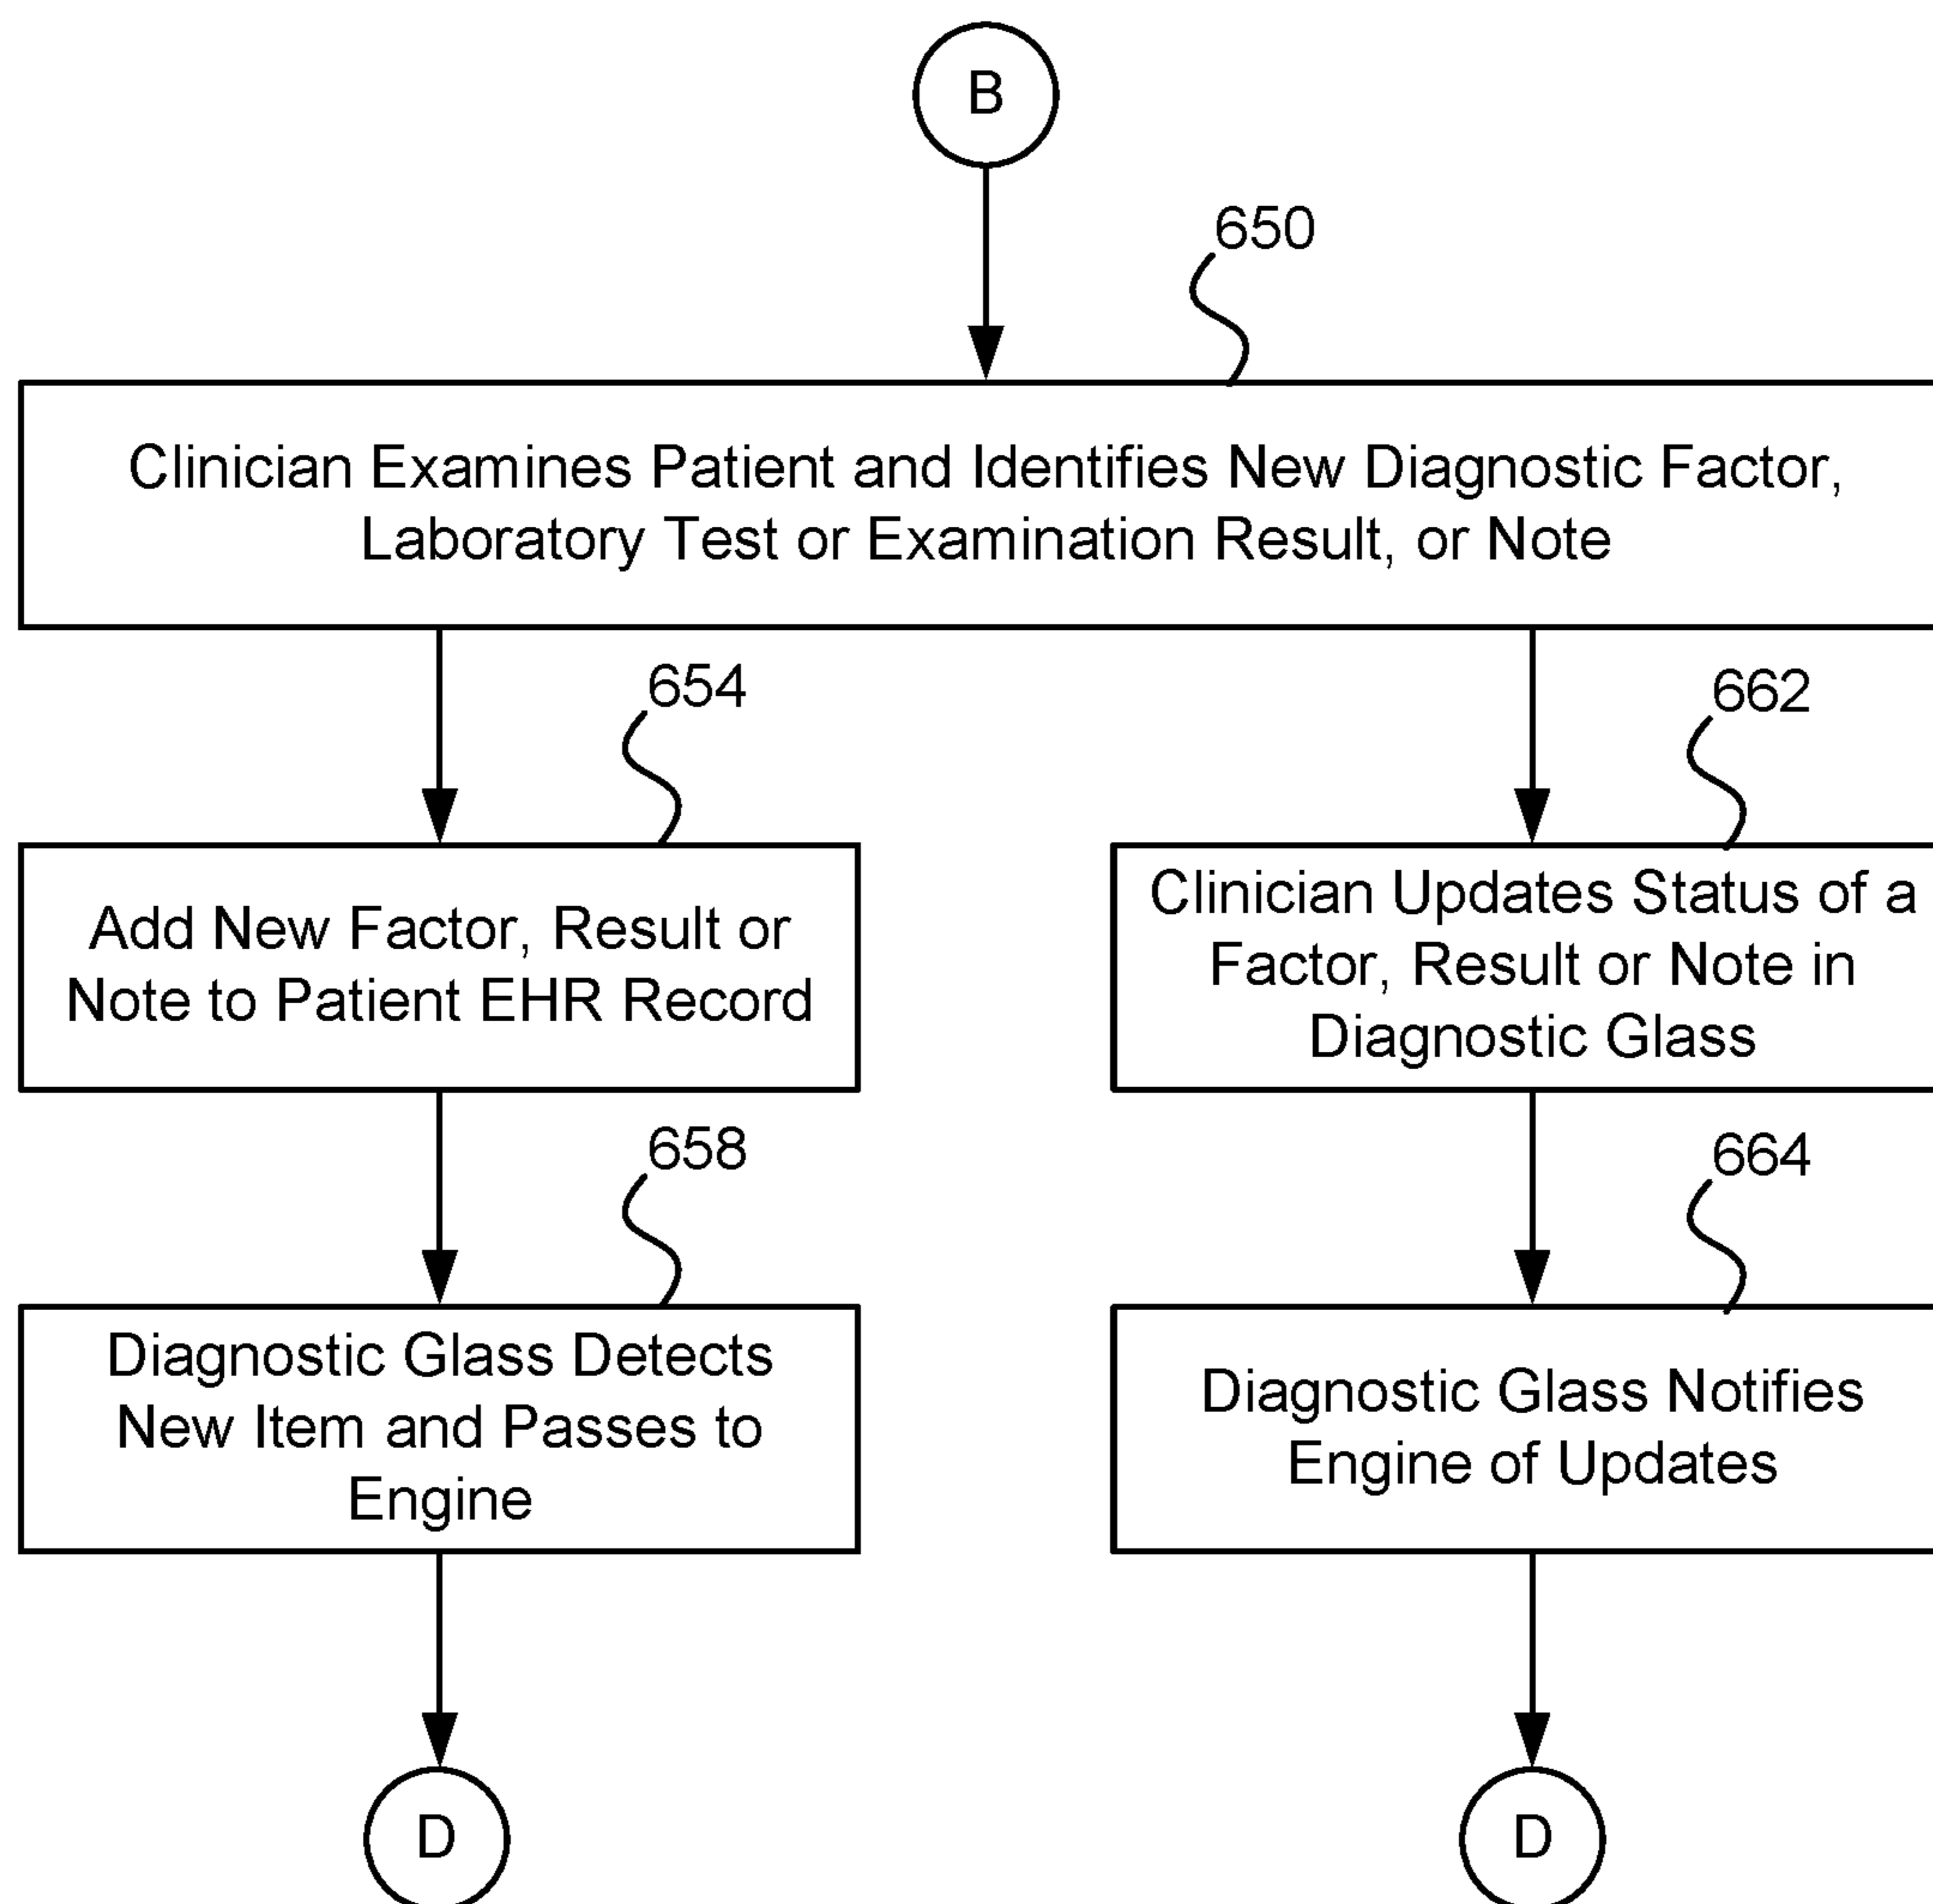 B
650
Clinician Examines Patient and Identifies New Diagnostic Factor,
Laboratory Test or Examination Result, or Note
654
662
Add New Factor, Result or
Note to Patient EHR Record
Clinician Updates Status of a
Factor, Result or Note in
Diagnostic Glass
658
664
Diagnostic Glass Detects
New Item and Passes to
Engine
Diagnostic Glass Notifies
Engine of Updates
D
D